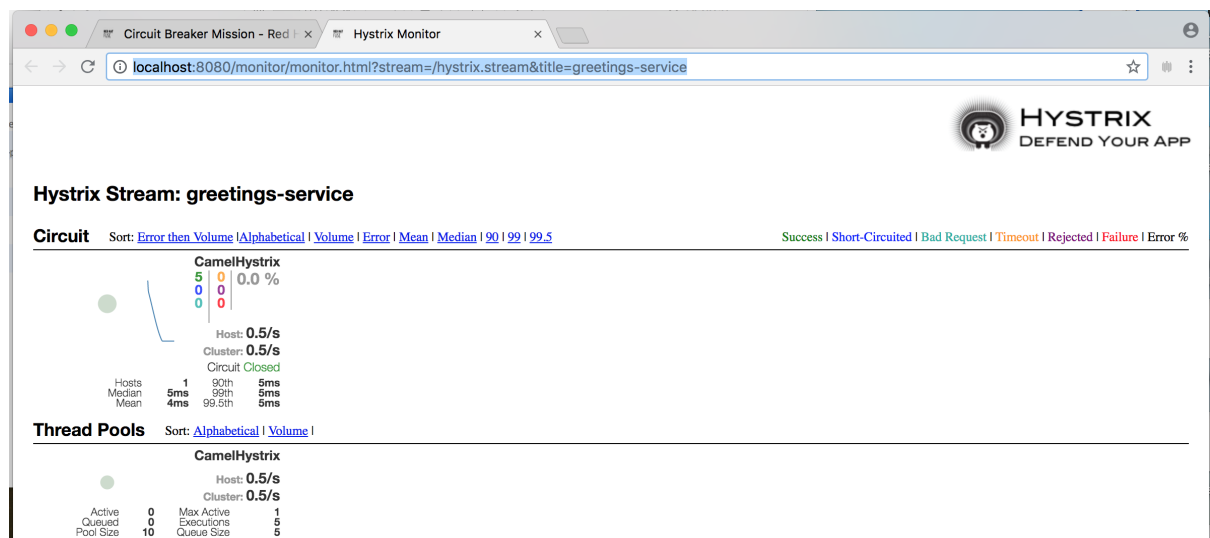 Circuit Breaker Mission - Red H
Hystrix Monitor
localhost:8080/monitor/monitor.html?stream=/hystrix.stream&title=greetings-service
HYSTRIX
DEFEND YOUR APP
Hystrix Stream: greetings-service
Circuit Sort: Error then Volume |Alphabetical | Volume | Error | Mean | Median | 90 | 99 | 99.5 Success | Short-Circuited | Bad Request | Timeout | Rejected | Failure | Error %
CamelHystrix
5 0 0.0 %
0 0
0 0
Host: 0.5/s
Cluster: 0.5/s
Circuit Closed
Hosts 1 90th 5ms
Median 5ms 99th 5ms
Mean 4ms 99.5th 5ms
Thread Pools Sort: Alphabetical | Volume |
CamelHystrix
Host: 0.5/s
Cluster: 0.5/s
Active 0 Max Active 1
Queued 0 Executions 5
Pool Size 10 Queue Size 5